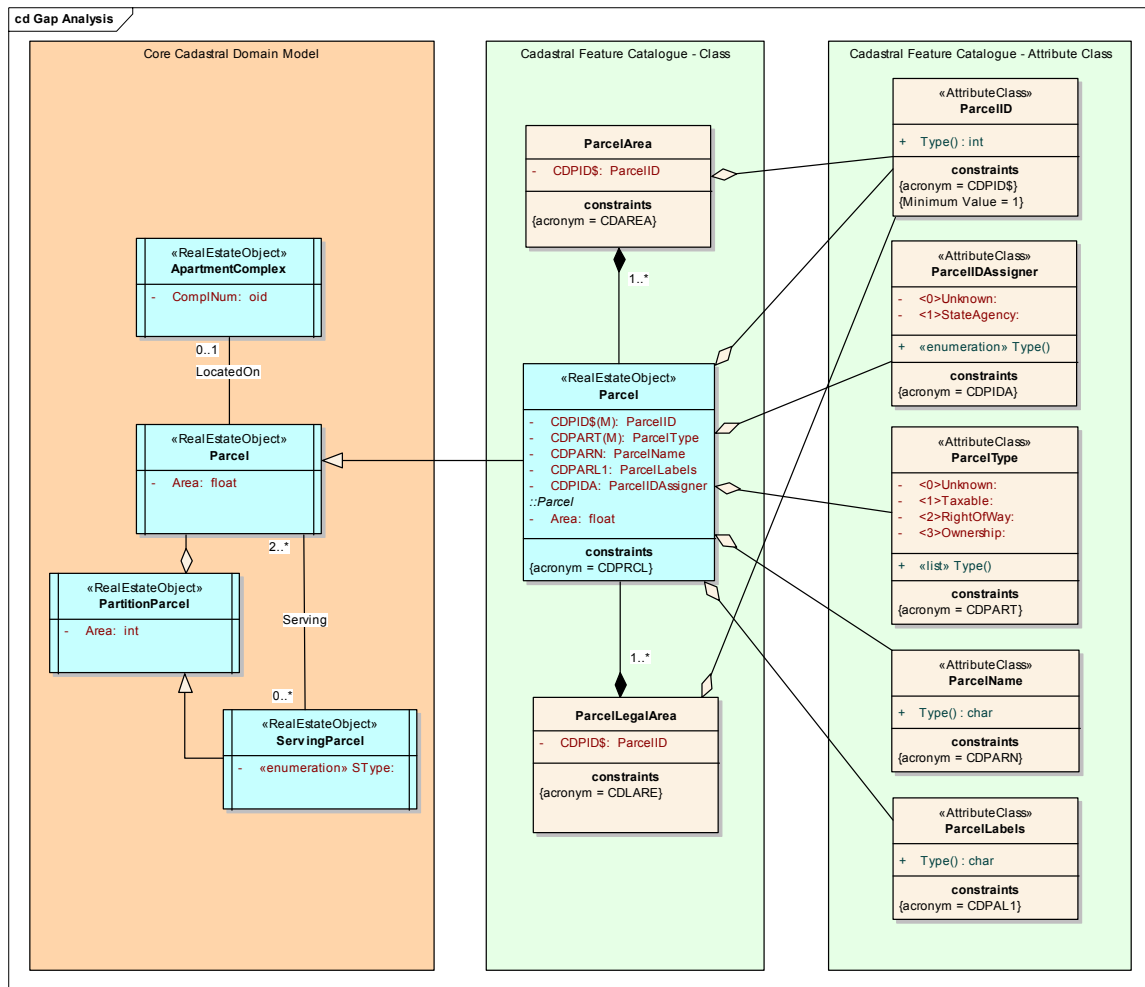 cd Gap Analysis
Core Cadastral Domain Model
«RealEstateObject»
ApartmentComplex
- ComplNum: oid
0..1
LocatedOn
«RealEstateObject»
Parcel
- Area: float
2..*
«RealEstateObject»
PartitionParcel
- Area: int
Serving
0..*
«RealEstateObject»
ServingParcel
- «enumeration» SType:
Cadastral Feature Catalogue - Class
ParcelArea
- CDPID$: ParcelID
constraints
{acronym = CDAREA}
1..*
«RealEstateObject»
Parcel
- CDPID$(M): ParcelID
- CDPART(M): ParcelType
- CDPARN: ParcelName
- CDPARL1: ParcelLabels
- CDPIDA: ParcelIDAssigner
::Parcel
- Area: float
constraints
{acronym = CDPRCL}
1..*
ParcelLegalArea
- CDPID$: ParcelID
constraints
{acronym = CDLARE}
Cadastral Feature Catalogue - Attribute Class
«AttributeClass»
ParcelID
+ Type() : int
constraints
{acronym = CDPID$}
{Minimum Value = 1}
«AttributeClass»
ParcelIDAssigner
- <0>Unknown:
- <1>StateAgency:
+ «enumeration» Type()
constraints
{acronym = CDPIDA}
«AttributeClass»
ParcelType
- <0>Unknown:
- <1>Taxable:
- <2>RightOfWay:
- <3>Ownership:
+ «list» Type()
constraints
{acronym = CDPART}
«AttributeClass»
ParcelName
+ Type() : char
constraints
{acronym = CDPARN}
«AttributeClass»
ParcelLabels
+ Type() : char
constraints
{acronym = CDPAL1}